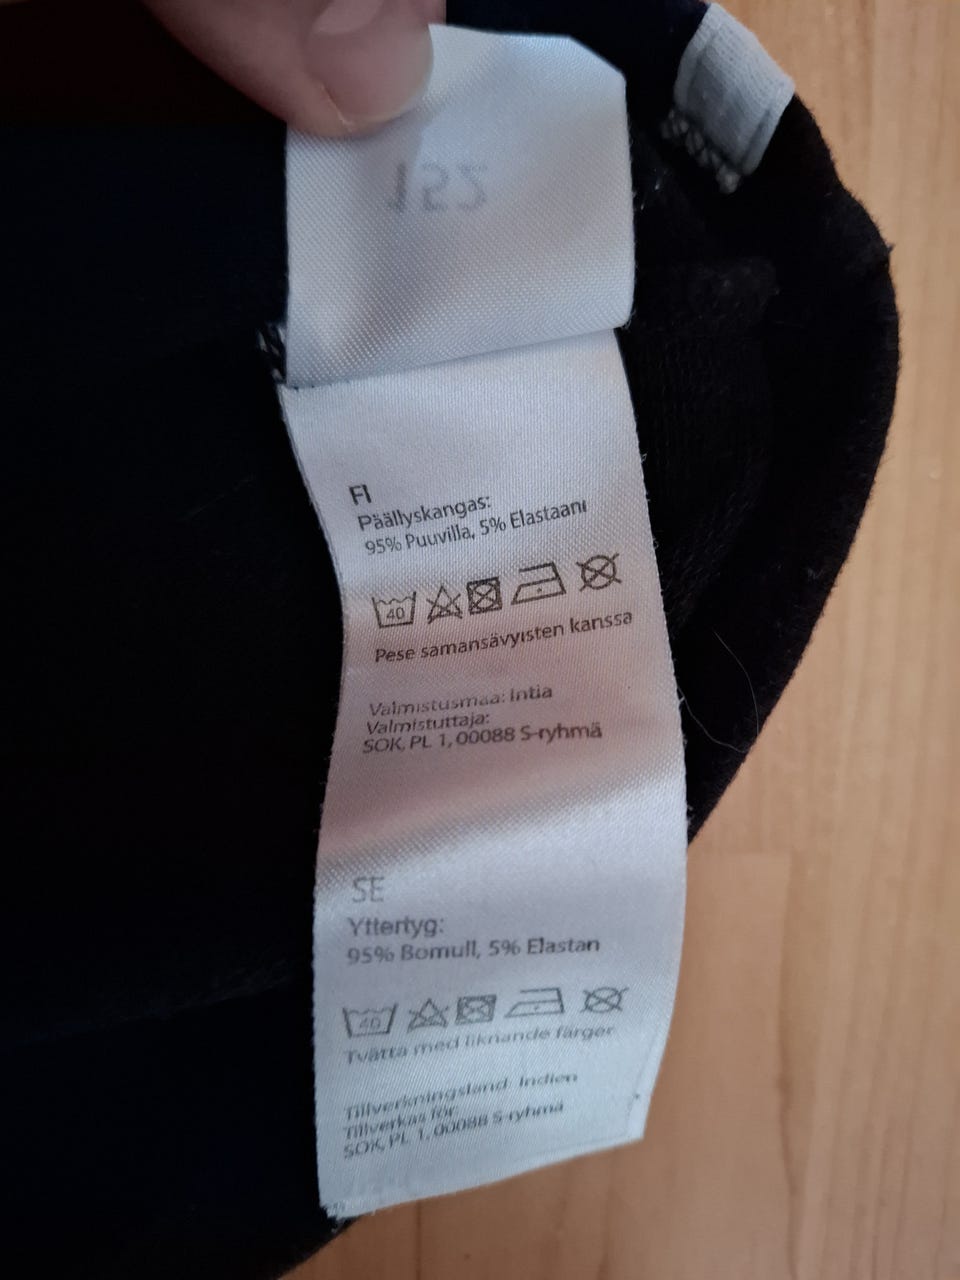 152
FI
Päällyskangas:
95% Puuvilla, 5% Elastaani
40
Pese samansävyisten kanssa
Valmistusmaa: Intia
Valmistuttaja:
SOK, PL 1, 00088 S-ryhmä
SE
Yttertyg:
95% Bomull, 5% Elastan
40
Tvätta med liknande färger
Tillverkningsland: Indien
Tillverkas för:
SOK, PL 1, 00088 S-ryhmä